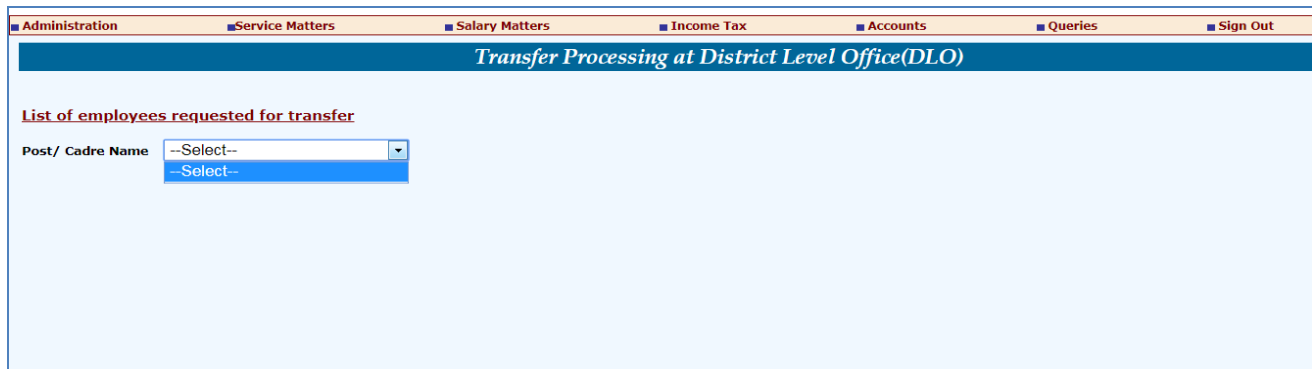 Administration Service Matters Salary Matters Income Tax Accounts Queries Sign Out
Transfer Processing at District Level Office(DLO)
List of employees requested for transfer
Post/ Cadre Name --Select--
--Select--